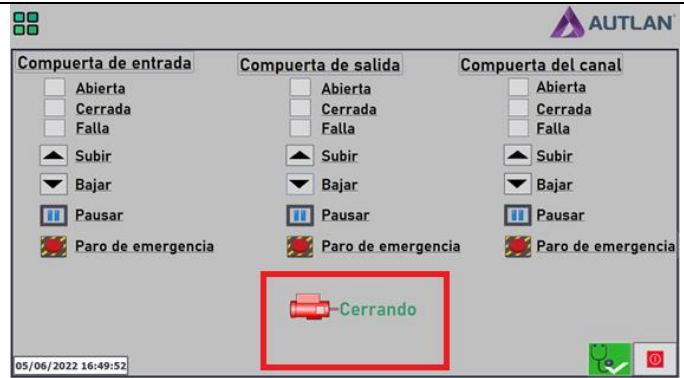 AUTLAN
Compuerta de entrada
Abierta
Cerrada
Falla
Subir
Bajar
Pausar
Paro de emergencia
Compuerta de salida
Abierta
Cerrada
Falla
Subir
Bajar
Pausar
Paro de emergencia
Compuerta del canal
Abierta
Cerrada
Falla
Subir
Bajar
Pausar
Paro de emergencia
Cerrando
05/06/2022 16:49:52